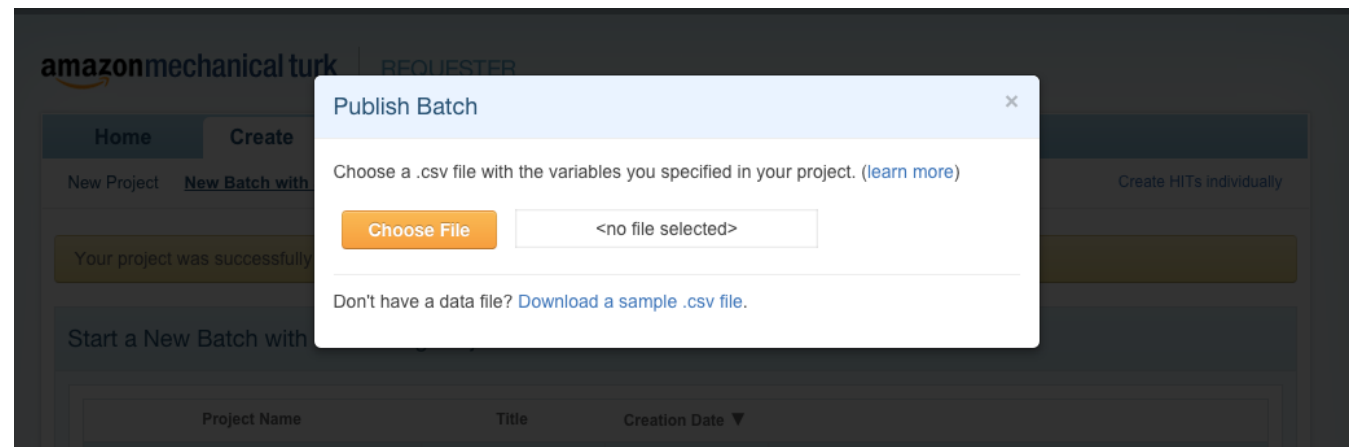 amazonmechanical turk REQUESTER
Publish Batch ×
Home Create
Choose a .csv file with the variables you specified in your project. (learn more)
New Project New Batch with Create HITs individually
Choose File <no file selected>
Your project was successfully
Don't have a data file? Download a sample .csv file.
Start a New Batch with
Project Name Title Creation Date ▼